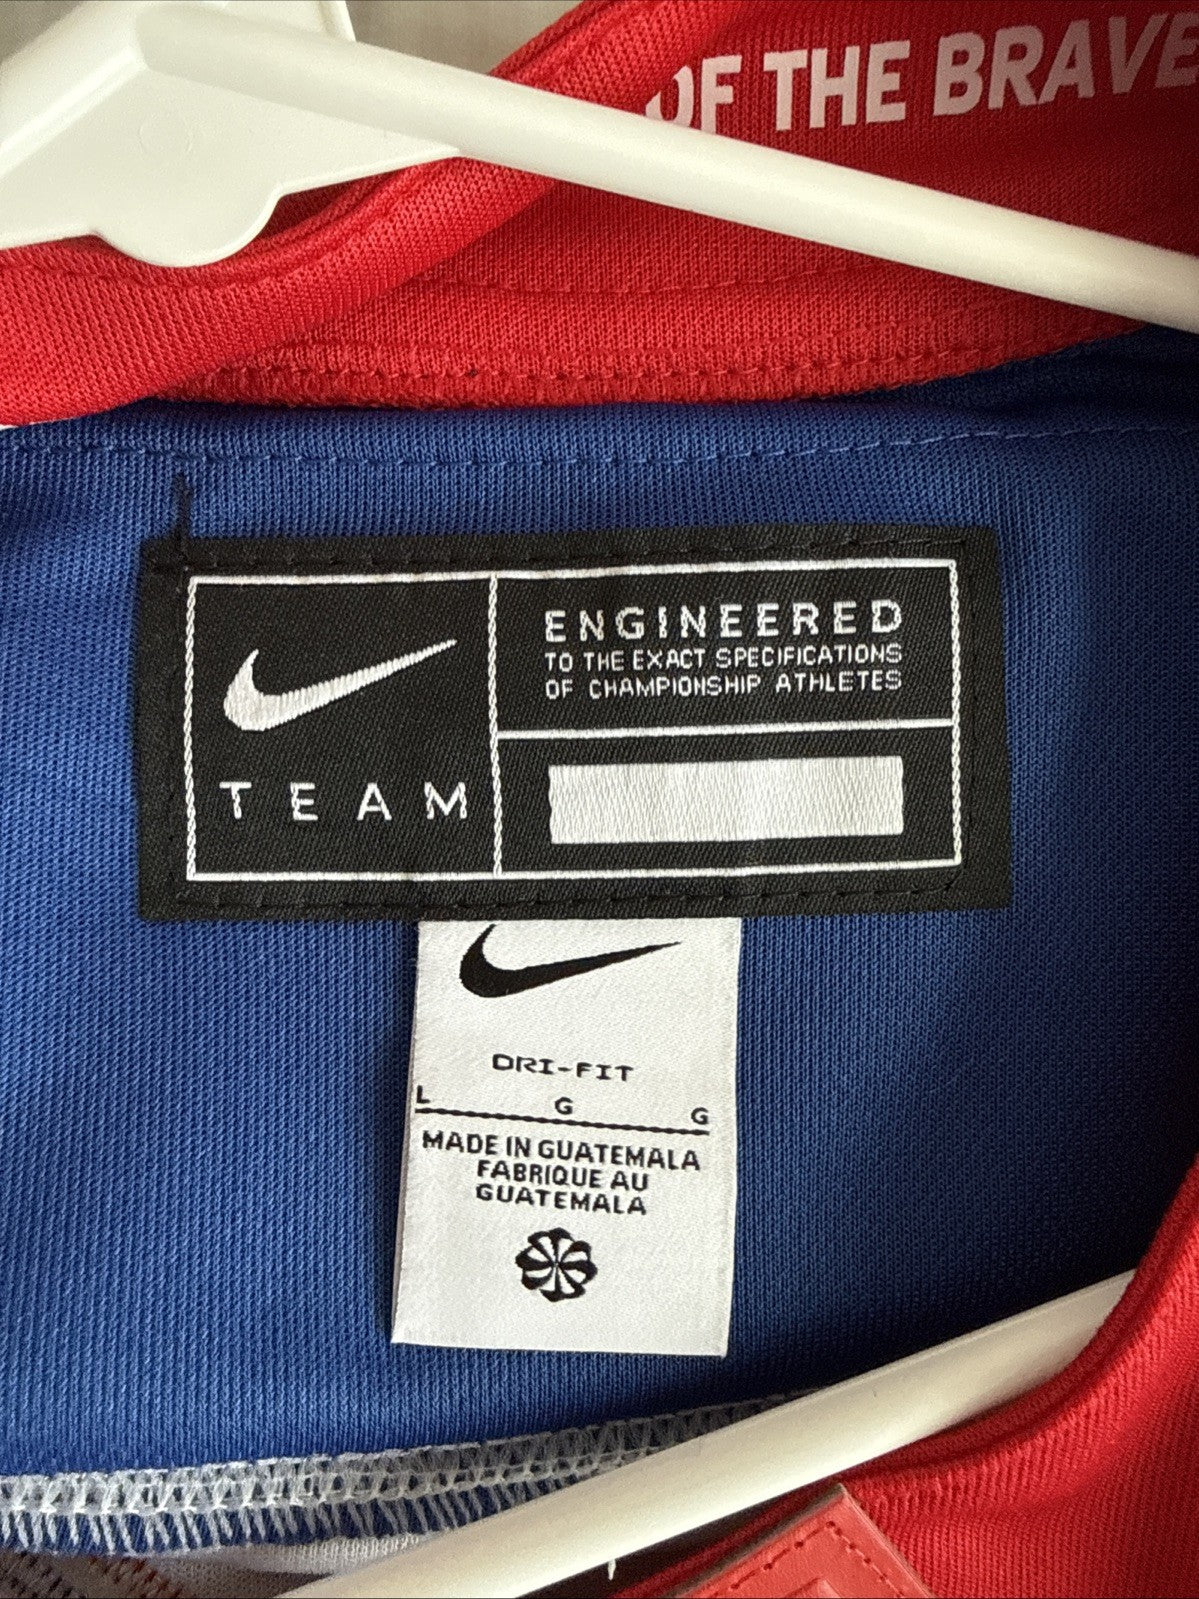 OF THE BRAVE
ENGINEERED
TO THE EXACT SPECIFICATIONS
OF CHAMPIONSHIP ATHLETES
TEAM
DRI-FIT
L G G
MADE IN GUATEMALA
FABRIQUE AU
GUATEMALA